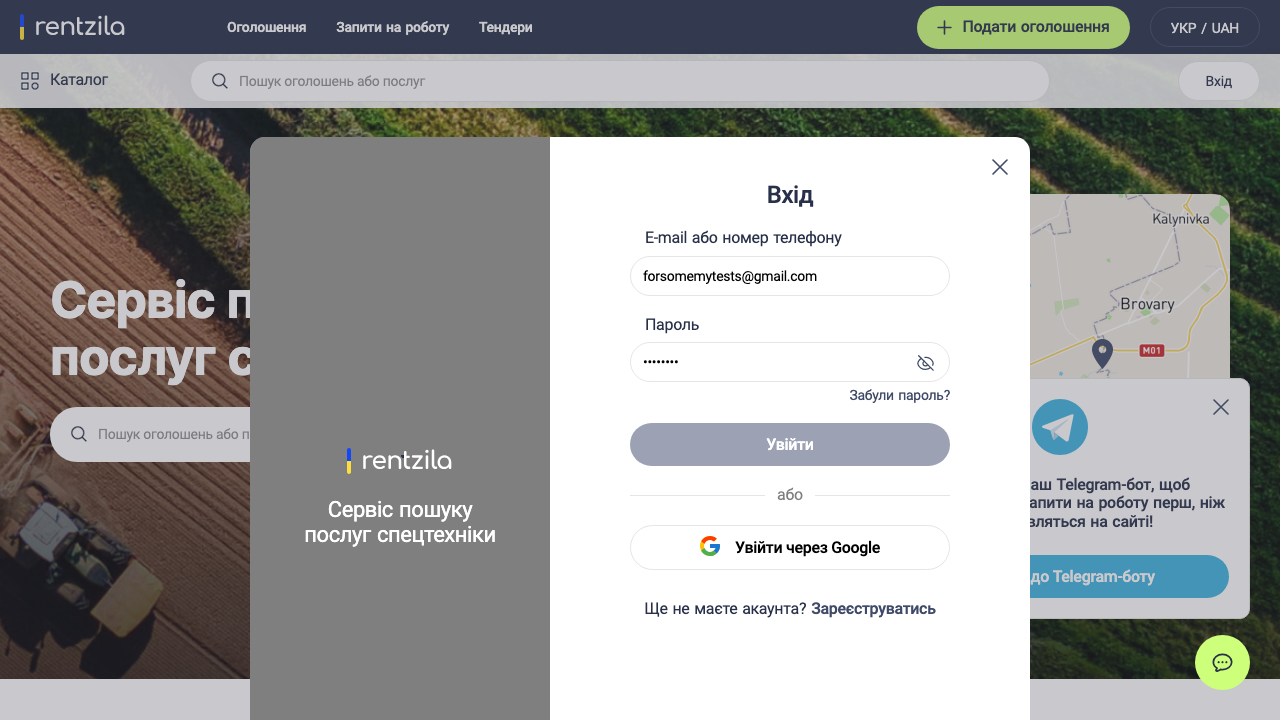 rentzila
Оголошення
Запити на роботу
Тендери
Подати оголошення
УКР / UAH
Каталог
Пошук оголошень або послуг
Вхід
Kalynivka
Brovary
M01
Сервіс п
послуг с
Пошук оголошень або п
rentzila
Сервіс пошуку
послуг спецтехніки
Вхід
E-mail або номер телефону
forsomemytests@gmail.com
Пароль
••••••••
Забули пароль?
Увійти
або
Увійти через Google
Ще не маєте акаунта? Зареєструватись
аш Telegram-бот, щоб
апити на роботу перш, ніж
вляться на сайті!
до Telegram-боту